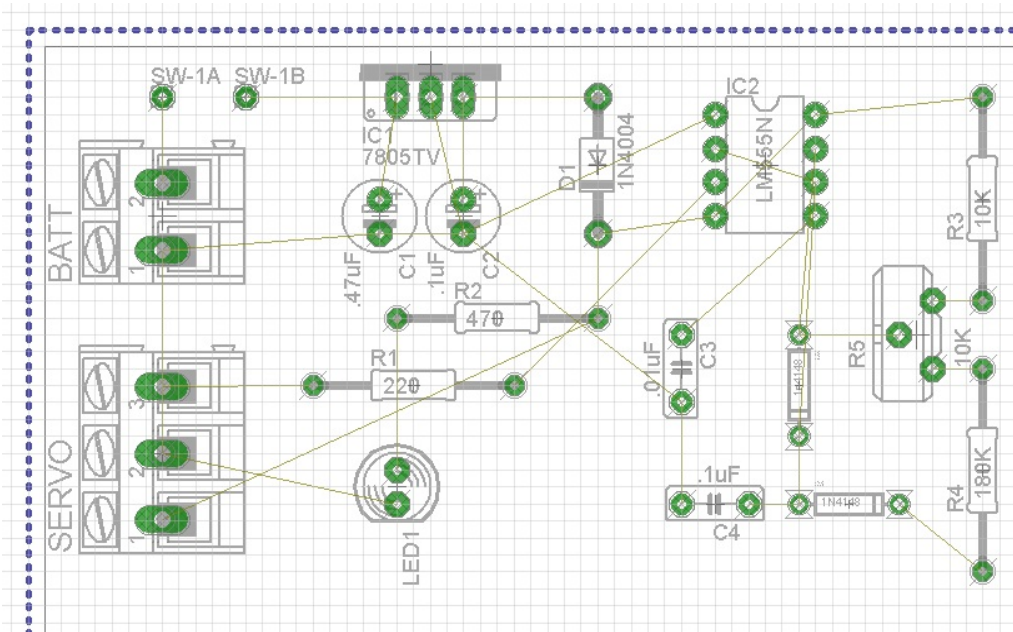 SW-1A SW-1B
IC1
7805TV
IC2
LM555N
D1
1N4004
BATT
2
1
.47uF
C1
.1uF
C2
R2
470
R1
220
.01uF
C3
R3
10K
R5
10K
1N4148
SERVO
3
2
1
LED1
.1uF
C4
1N4148
R4
180K